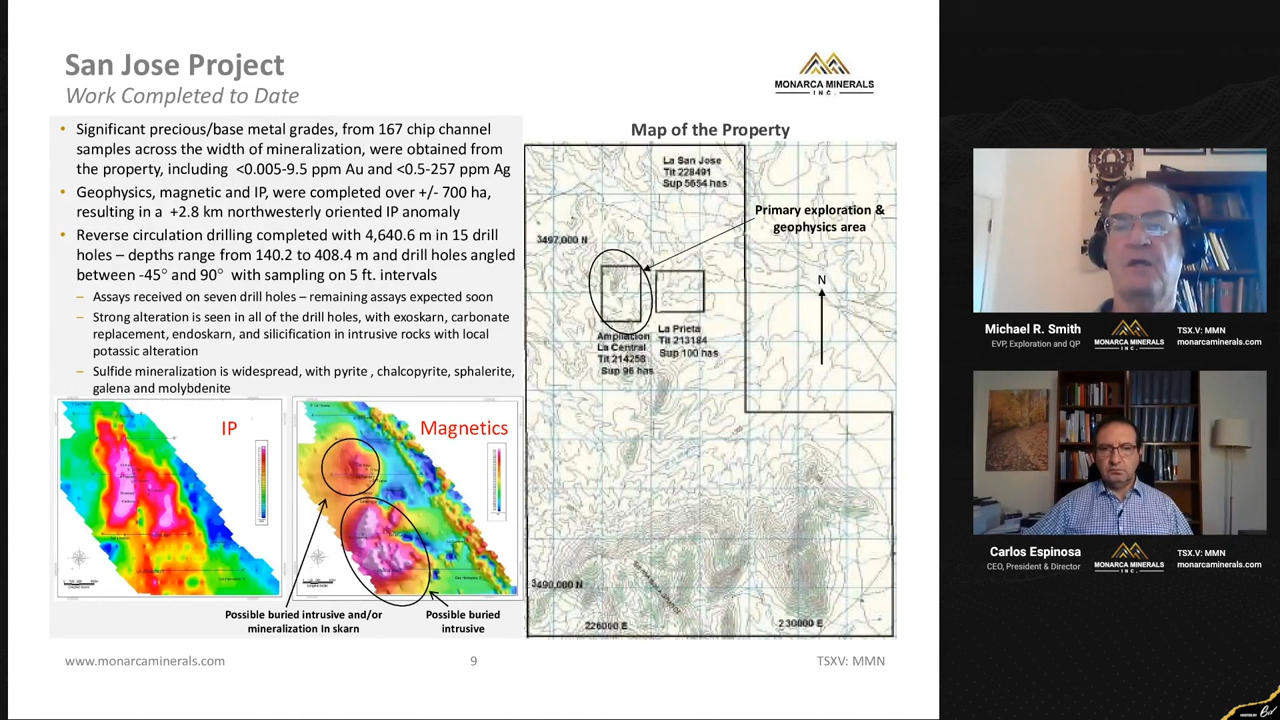 San Jose Project
Work Completed to Date
MONARCA MINERALS
INC.
• Significant precious/base metal grades, from 167 chip channel
samples across the width of mineralization, were obtained from
the property, including <0.005-9.5 ppm Au and <0.5-257 ppm Ag
• Geophysics, magnetic and IP, were completed over +/- 700 ha,
resulting in a +2.8 km northwesterly oriented IP anomaly
• Reverse circulation drilling completed with 4,640.6 m in 15 drill
holes – depths range from 140.2 to 408.4 m and drill holes angled
between -45° and 90° with sampling on 5 ft. intervals
– Assays received on seven drill holes – remaining assays expected soon
– Strong alteration is seen in all of the drill holes, with exoskarn, carbonate
replacement, endoskarn, and silicification in intrusive rocks with local
potassic alteration
– Sulfide mineralization is widespread, with pyrite , chalcopyrite, sphalerite,
galena and molybdenite
IP
Magnetics
Possible buried intrusive and/or
mineralization In skarn
Possible buried
intrusive
Map of the Property
La San Jose
Tit 228491
Sup 5654 has
Primary exploration &
geophysics area
3497,000 N
N
Ampliacion
La Central
Tit 214258
Sup 96 has
La Prieta
Tit 213184
Sup 100 has
3490,000 N
226000 E
230000 E
www.monarcaminerals.com
9
TSXV: MMN
Michael R. Smith
EVP, Exploration and QP
MONARCA MINERALS
INC.
TSX.V: MMN
monarcaminerals.com
Carlos Espinosa
CEO, President & Director
MONARCA MINERALS
INC.
TSX.V: MMN
monarcaminerals.com
HOSTED BY